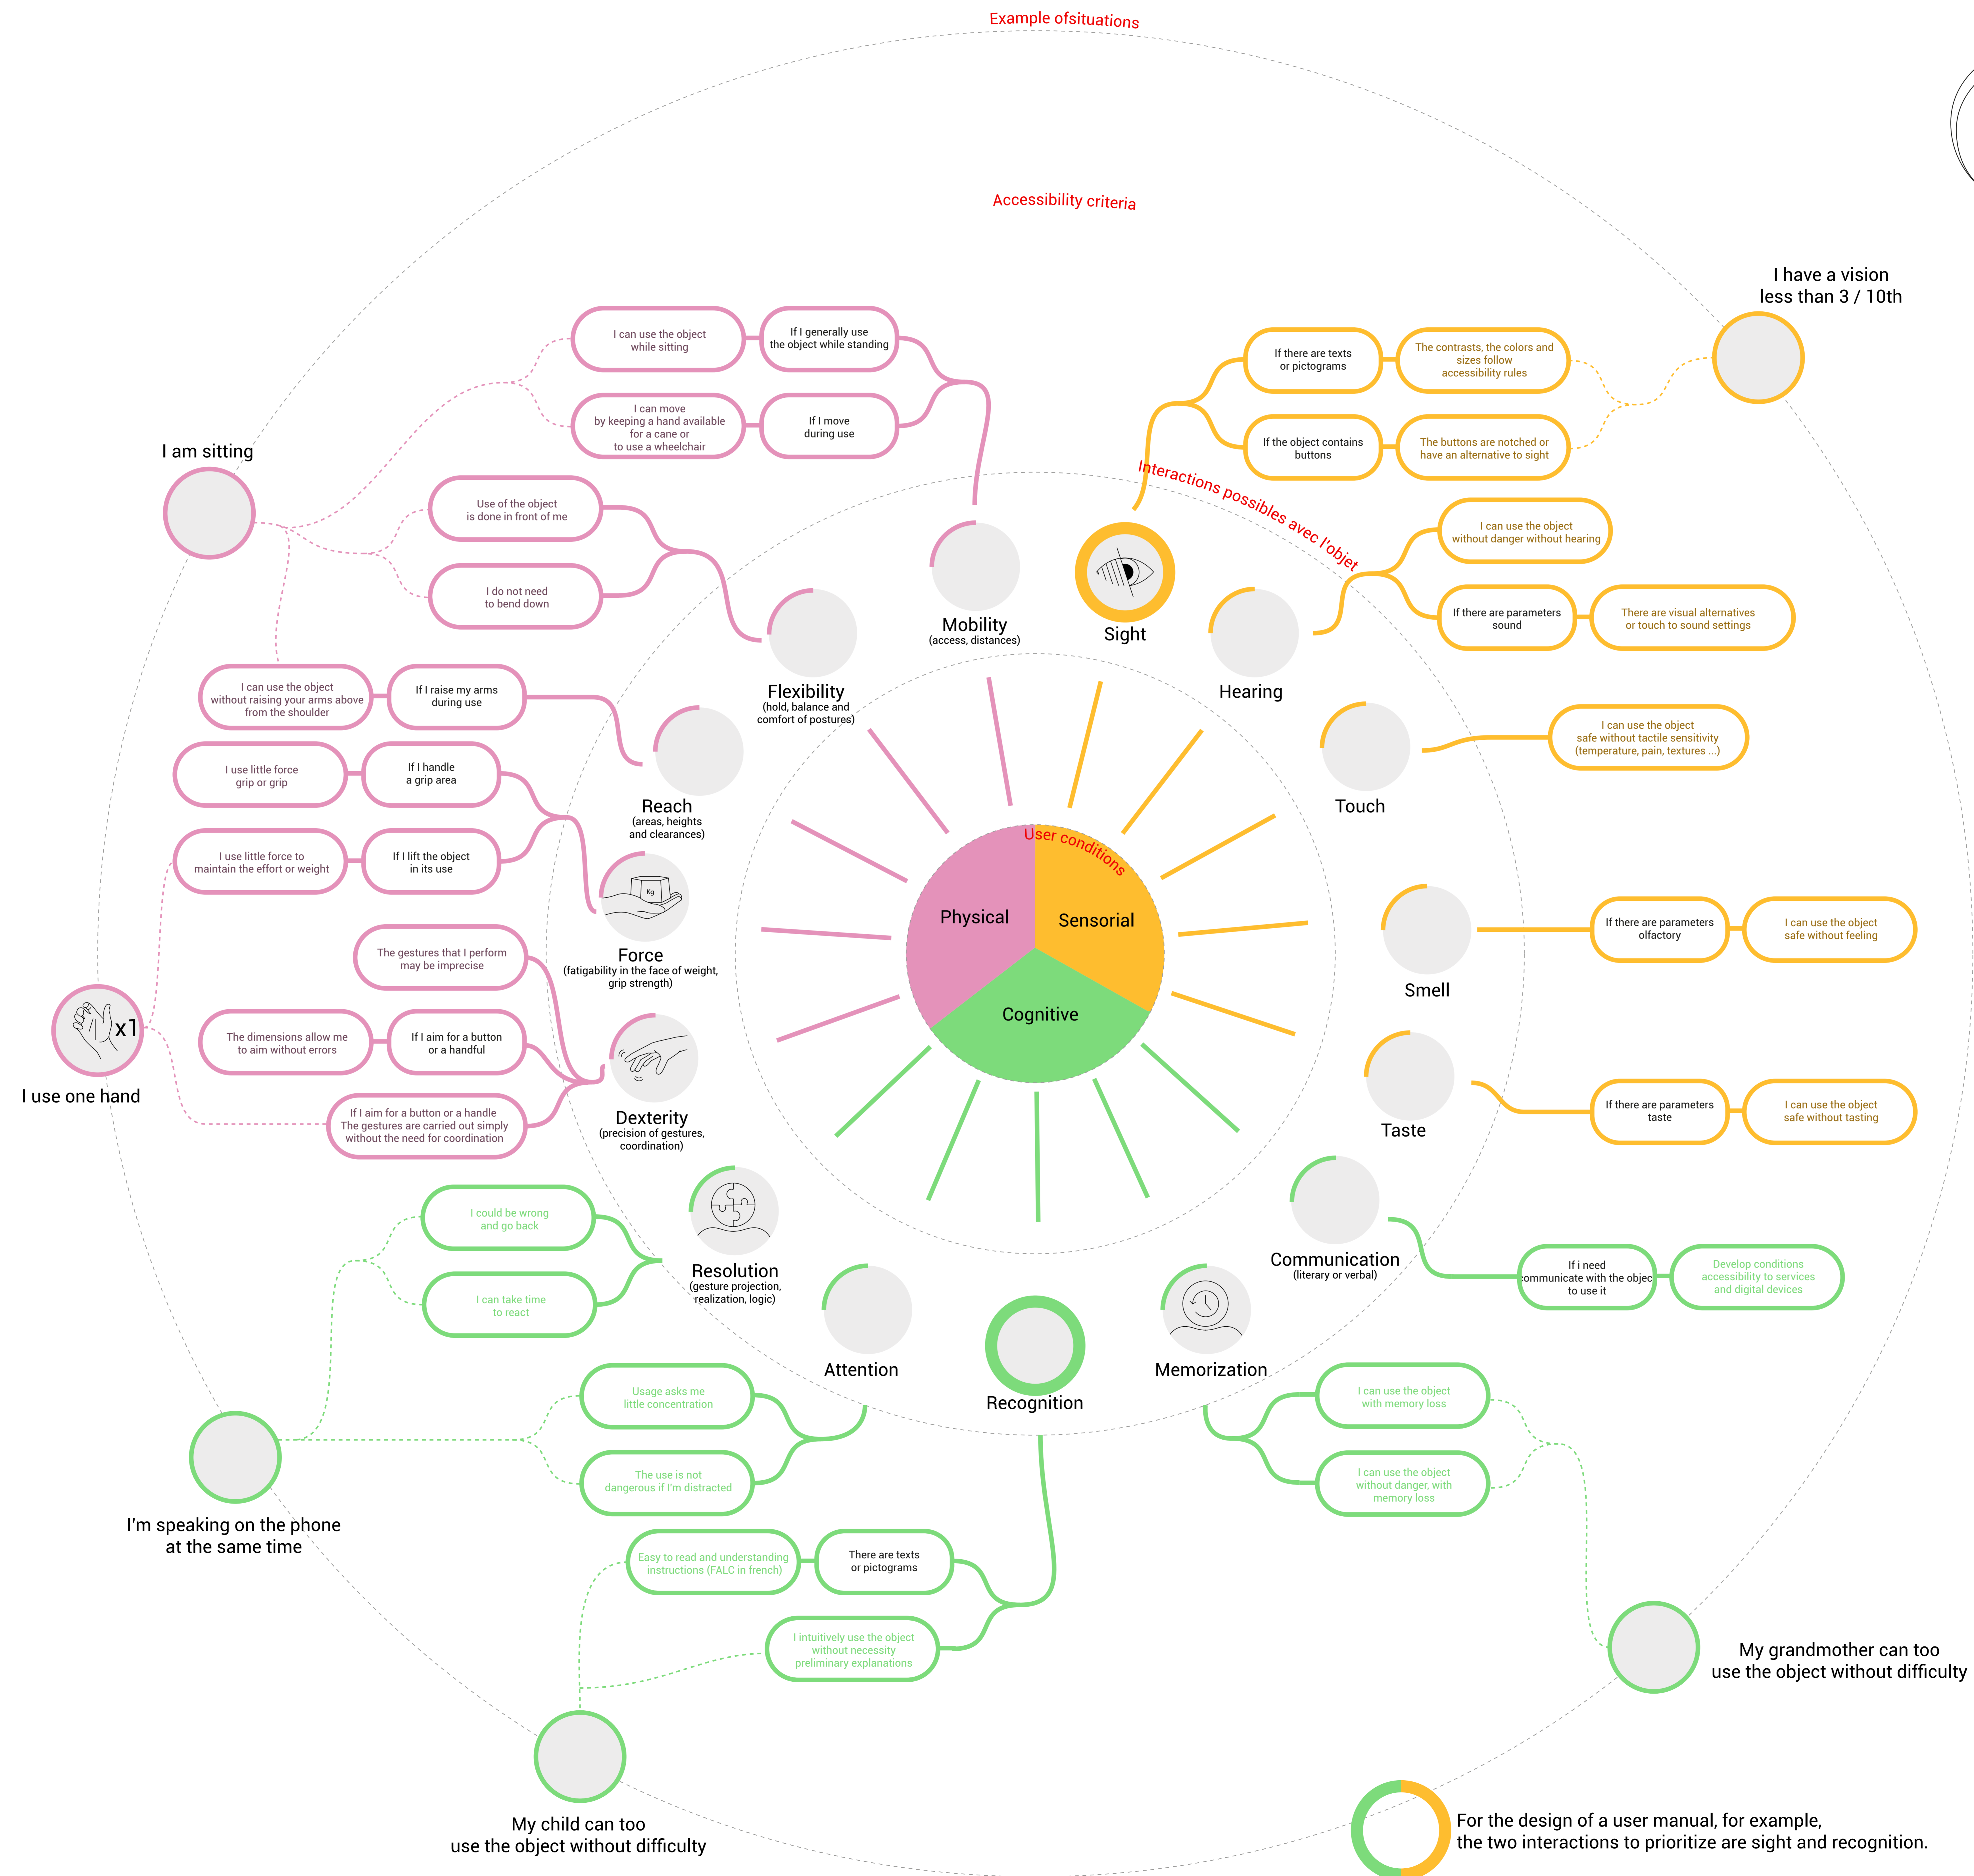 Example ofsituations
Accessibility criteria
I have a vision
less than 3 / 10th
I can use the object
while sitting
If I generally use
the object while standing
If there are texts
or pictograms
The contrasts, the colors and
sizes follow
accessibility rules
I can move
by keeping a hand available
for a cane or
to use a wheelchair
If I move
during use
If the object contains
buttons
The buttons are notched or
have an alternative to sight
I am sitting
Interactions possibles avec l'objet
Use of the object
is done in front of me
I can use the object
without danger without hearing
I do not need
to bend down
If there are parameters
sound
There are visual alternatives
or touch to sound settings
Mobility
(access, distances)
Sight
Flexibility
(hold, balance and
comfort of postures)
Hearing
I can use the object
without raising your arms above
from the shoulder
If I raise my arms
during use
I can use the object
safe without tactile sensitivity
(temperature, pain, textures ...)
I use little force
grip or grip
If I handle
a grip area
Reach
(areas, heights
and clearances)
Touch
User conditions
I use little force to
maintain the effort or weight
If I lift the object
in its use
Kg
Physical
Sensorial
Cognitive
If there are parameters
olfactory
I can use the object
safe without feeling
The gestures that I perform
may be imprecise
Force
(fatigability in the face of weight,
grip strength)
Smell
x1
I use one hand
The dimensions allow me
to aim without errors
If I aim for a button
or a handful
If I aim for a button or a handle
The gestures are carried out simply
without the need for coordination
Dexterity
(precision of gestures,
coordination)
Taste
If there are parameters
taste
I can use the object
safe without tasting
I could be wrong
and go back
I can take time
to react
Resolution
(gesture projection,
realization, logic)
Communication
(literary or verbal)
If i need
communicate with the objec
to use it
Develop conditions
accessibility to services
and digital devices
Attention
Recognition
Memorization
Usage asks me
little concentration
The use is not
dangerous if I'm distracted
I can use the object
with memory loss
I can use the object
without danger, with
memory loss
I'm speaking on the phone
at the same time
Easy to read and understanding
instructions (FALC in french)
There are texts
or pictograms
I intuitively use the object
without necessity
preliminary explanations
My grandmother can too
use the object without difficulty
My child can too
use the object without difficulty
For the design of a user manual, for example,
the two interactions to prioritize are sight and recognition.